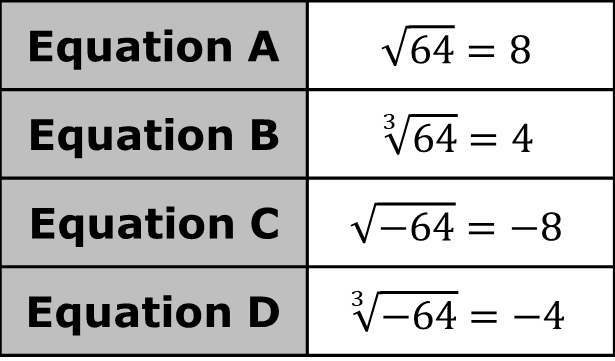 Equation A √64 = 8
Equation B ∛64 = 4
Equation C √−64 = −8
Equation D ∛−64 = −4